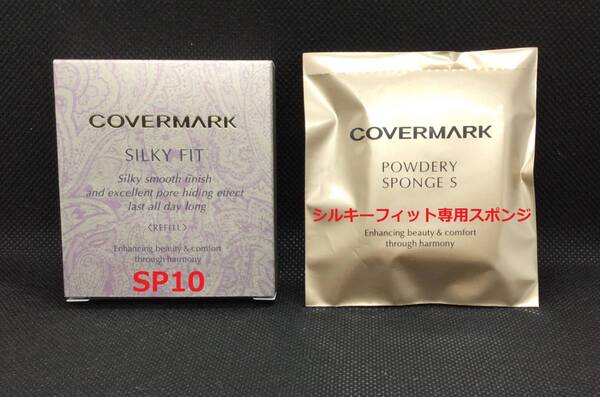 COVERMARK
SILKY FIT
Silky smooth finish
and excellent pore hiding effect
last all day long
〈REFILL〉
Enhancing beauty & comfort
through harmony
SP10
COVERMARK
POWDERY
SPONGE S
シルキーフィット専用スポンジ
Enhancing beauty & comfort
through harmony